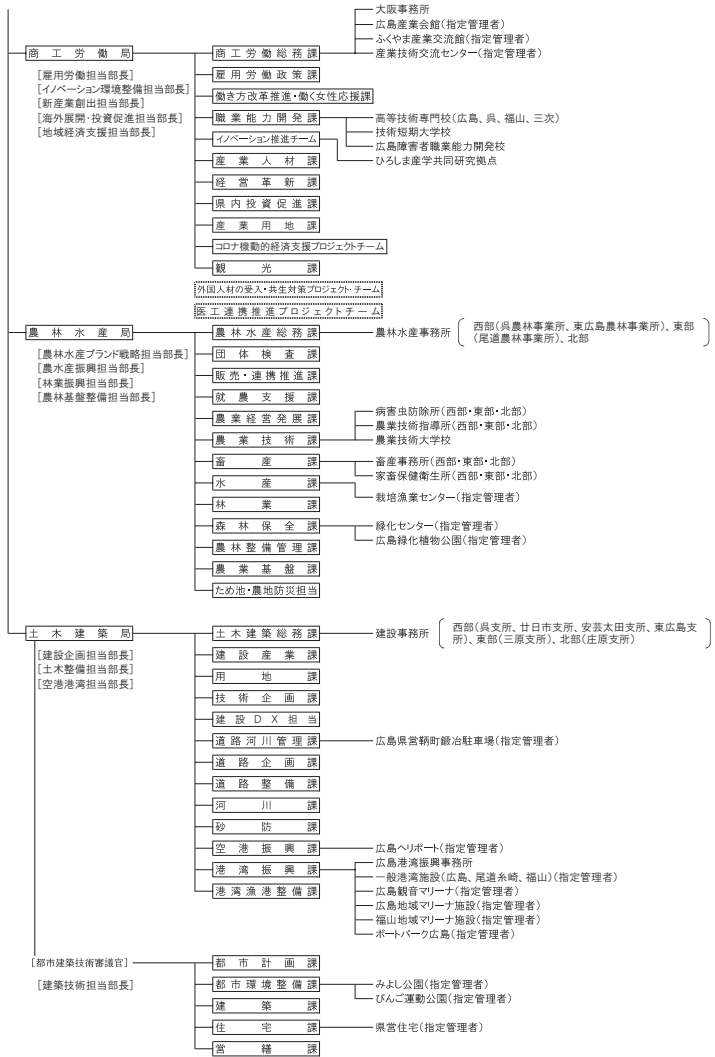 大阪事務所
広島産業会館(指定管理者)
ふくやま産業交流館(指定管理者)
商工労働局
商工労働総務課
産業技術交流センター(指定管理者)
[雇用労働担当部長]
雇用労働政策課
[イノベーション環境整備担当部長]
働き方改革推進・働く女性応援課
[新産業創出担当部長]
[海外展開・投資促進担当部長]
職業能力開発課
高等技術専門校(広島、呉、福山、三次)
[地域経済支援担当部長]
技術短期大学校
イノベーション推進チーム
広島障害者職業能力開発校
産業人材課
ひろしま産学共同研究拠点
経営革新課
県内投資促進課
産業用地課
コロナ機動的経済支援プロジェクトチーム
観光課
外国人材の受入・共生対策プロジェクト・チーム
医工連携推進プロジェクトチーム
農林水産局
農林水産総務課
農林水産事務所
西部(呉農林事業所、東広島農林事業所)、東部
(尾道農林事業所)、北部
[農林水産ブランド戦略担当部長]
団体検査課
[農水産振興担当部長]
販売・連携推進課
[林業振興担当部長]
[農林基盤整備担当部長]
就農支援課
農業経営発展課
病害虫防除所(西部・東部・北部)
農業技術指導所(西部・東部・北部)
農業技術課
農業技術大学校
畜産課
畜産事務所(西部・東部・北部)
家畜保健衛生所(西部・東部・北部)
水産課
栽培漁業センター(指定管理者)
林業課
森林保全課
緑化センター(指定管理者)
広島緑化植物公園(指定管理者)
農林整備管理課
農業基盤課
ため池・農地防災担当
土木建築局
土木建築総務課
建設事務所
西部(呉支所、廿日市支所、安芸太田支所、東広島支
所)、東部(三原支所)、北部(庄原支所)
[建設企画担当部長]
建設産業課
[土木整備担当部長]
用地課
[空港港湾担当部長]
技術企画課
建設DX担当
道路河川管理課
広島県営鞆町鍛冶駐車場(指定管理者)
道路企画課
道路整備課
河川課
砂防課
空港振興課
広島ヘリポート(指定管理者)
広島港湾振興事務所
港湾振興課
一般港湾施設(広島、尾道糸崎、福山)(指定管理者)
港湾漁港整備課
広島観音マリーナ(指定管理者)
広島地域マリーナ施設(指定管理者)
福山地域マリーナ施設(指定管理者)
ボートパーク広島(指定管理者)
[都市建築技術審議官]
都市計画課
[建築技術担当部長]
都市環境整備課
みよし公園(指定管理者)
びんご運動公園(指定管理者)
建築課
住宅課
県営住宅(指定管理者)
営繕課